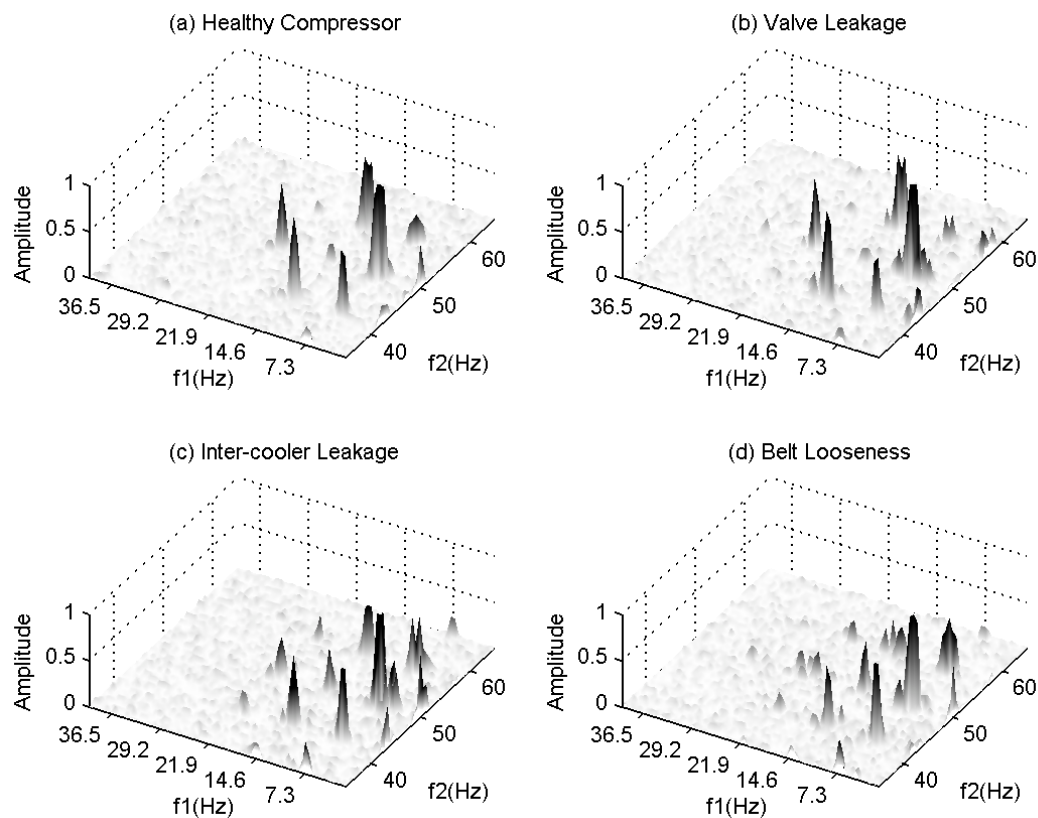 (a) Healthy Compressor
1
0.5
0
Amplitude
36.5
29.2
21.9
14.6
7.3
f1(Hz)
40
50
60
f2(Hz)
(b) Valve Leakage
1
0.5
0
Amplitude
36.5
29.2
21.9
14.6
7.3
f1(Hz)
40
50
60
f2(Hz)
(c) Inter-cooler Leakage
1
0.5
0
Amplitude
36.5
29.2
21.9
14.6
7.3
f1(Hz)
40
50
60
f2(Hz)
(d) Belt Looseness
1
0.5
0
Amplitude
36.5
29.2
21.9
14.6
7.3
f1(Hz)
40
50
60
f2(Hz)